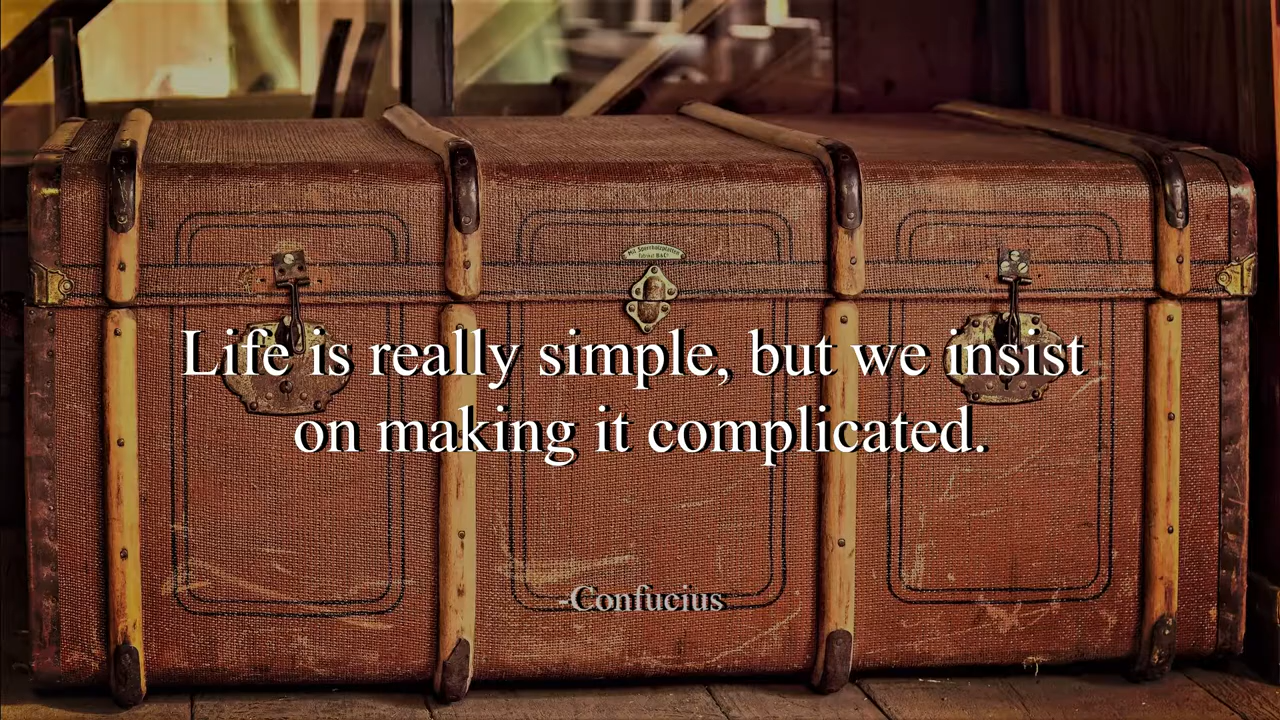 Life is really simple, but we insist
on making it complicated.
-Confucius